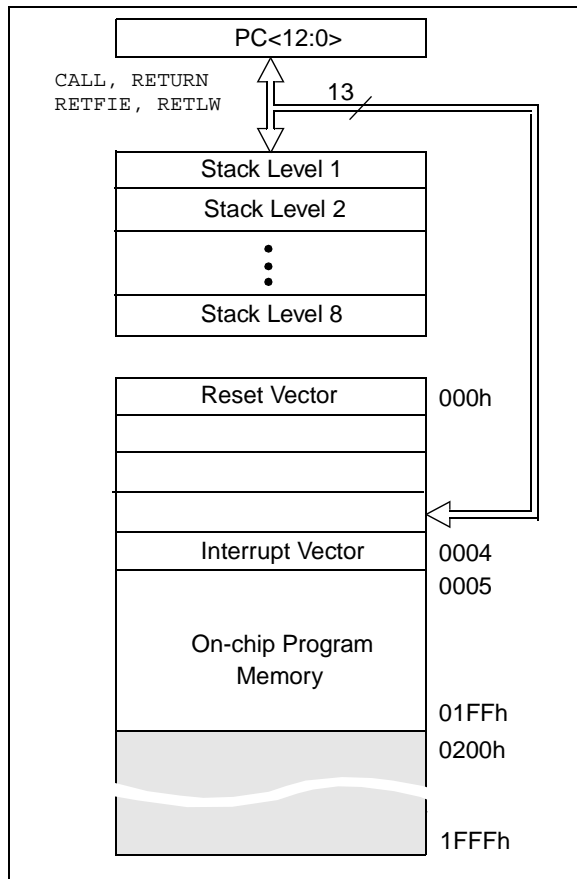 PC<12:0>
CALL, RETURN
RETFIE, RETLW
13
Stack Level 1
Stack Level 2
Stack Level 8
Reset Vector
000h
Interrupt Vector
0004
0005
On-chip Program
Memory
01FFh
0200h
1FFFh